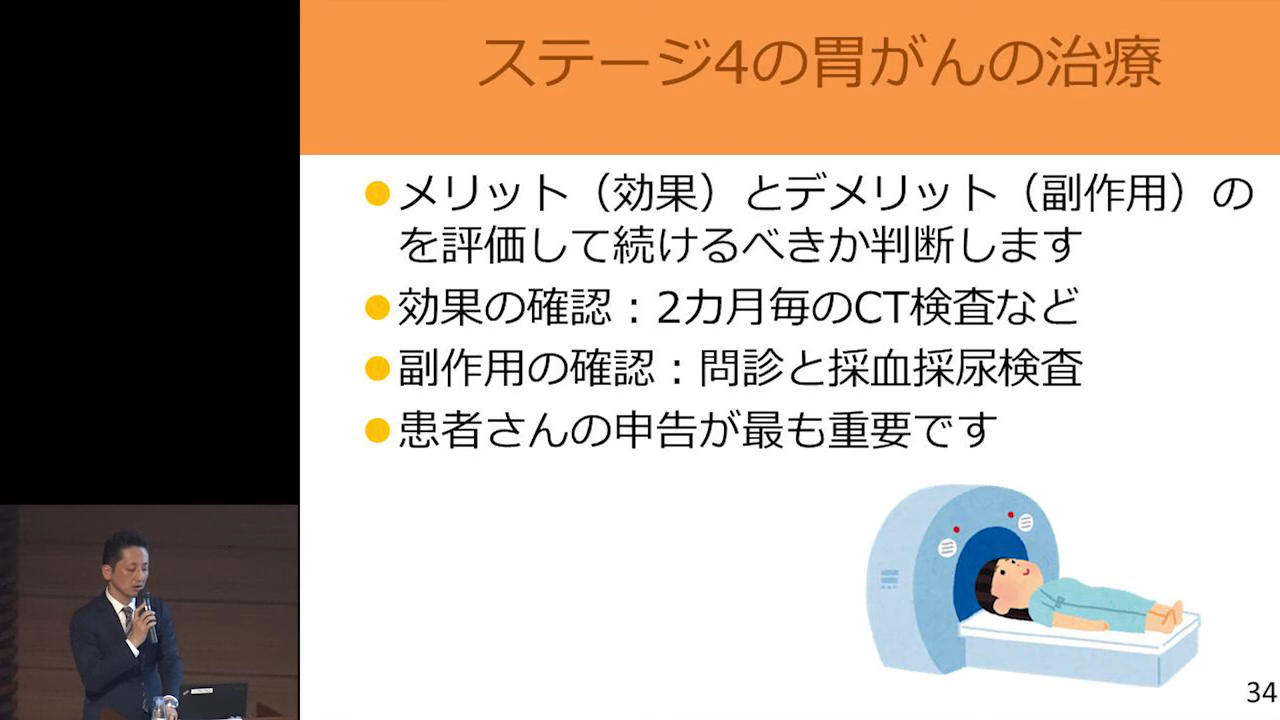 ステージ4の胃がんの治療
メリット（効果）とデメリット（副作用）の
を評価して続けるべきか判断します
効果の確認：2カ月毎のCT検査など
副作用の確認：問診と採血採尿検査
患者さんの申告が最も重要です
34